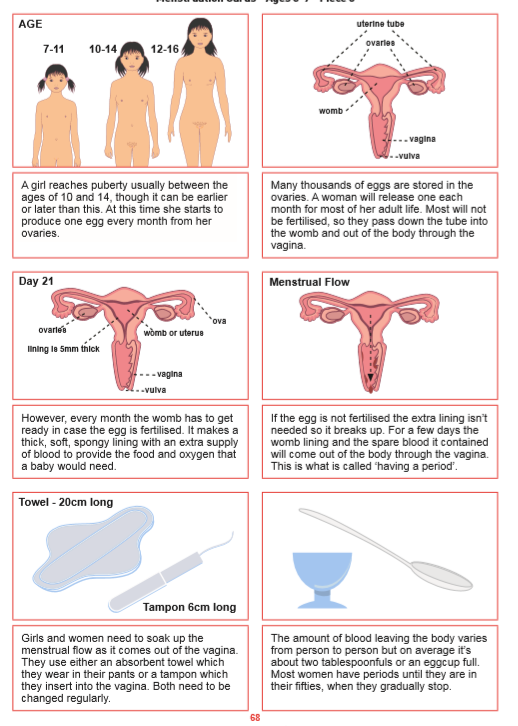 AGE
7-11
10-14
12-16
uterine tube
ovaries
womb
vagina
vulva
A girl reaches puberty usually between the
ages of 10 and 14, though it can be earlier
or later than this. At this time she starts to
produce one egg every month from her
ovaries.
Many thousands of eggs are stored in the
ovaries. A woman will release one each
month for most of her adult life. Most will not
be fertilised, so they pass down the tube into
the womb and out of the body through the
vagina.
Day 21
ova
ovaries
womb or uterus
lining is 5mm thick
vagina
vulva
Menstrual Flow
However, every month the womb has to get
ready in case the egg is fertilised. It makes a
thick, soft, spongy lining with an extra supply
of blood to provide the food and oxygen that
a baby would need.
If the egg is not fertilised the extra lining isn't
needed so it breaks up. For a few days the
womb lining and the spare blood it contained
will come out of the body through the vagina.
This is what is called 'having a period'.
Towel - 20cm long
Tampon 6cm long
Girls and women need to soak up the
menstrual flow as it comes out of the vagina.
They use either an absorbent towel which
they wear in their pants or a tampon which
they insert into the vagina. Both need to be
changed regularly.
The amount of blood leaving the body varies
from person to person but on average it's
about two tablespoonfuls or an eggcup full.
Most women have periods until they are in
their fifties, when they gradually stop.
68